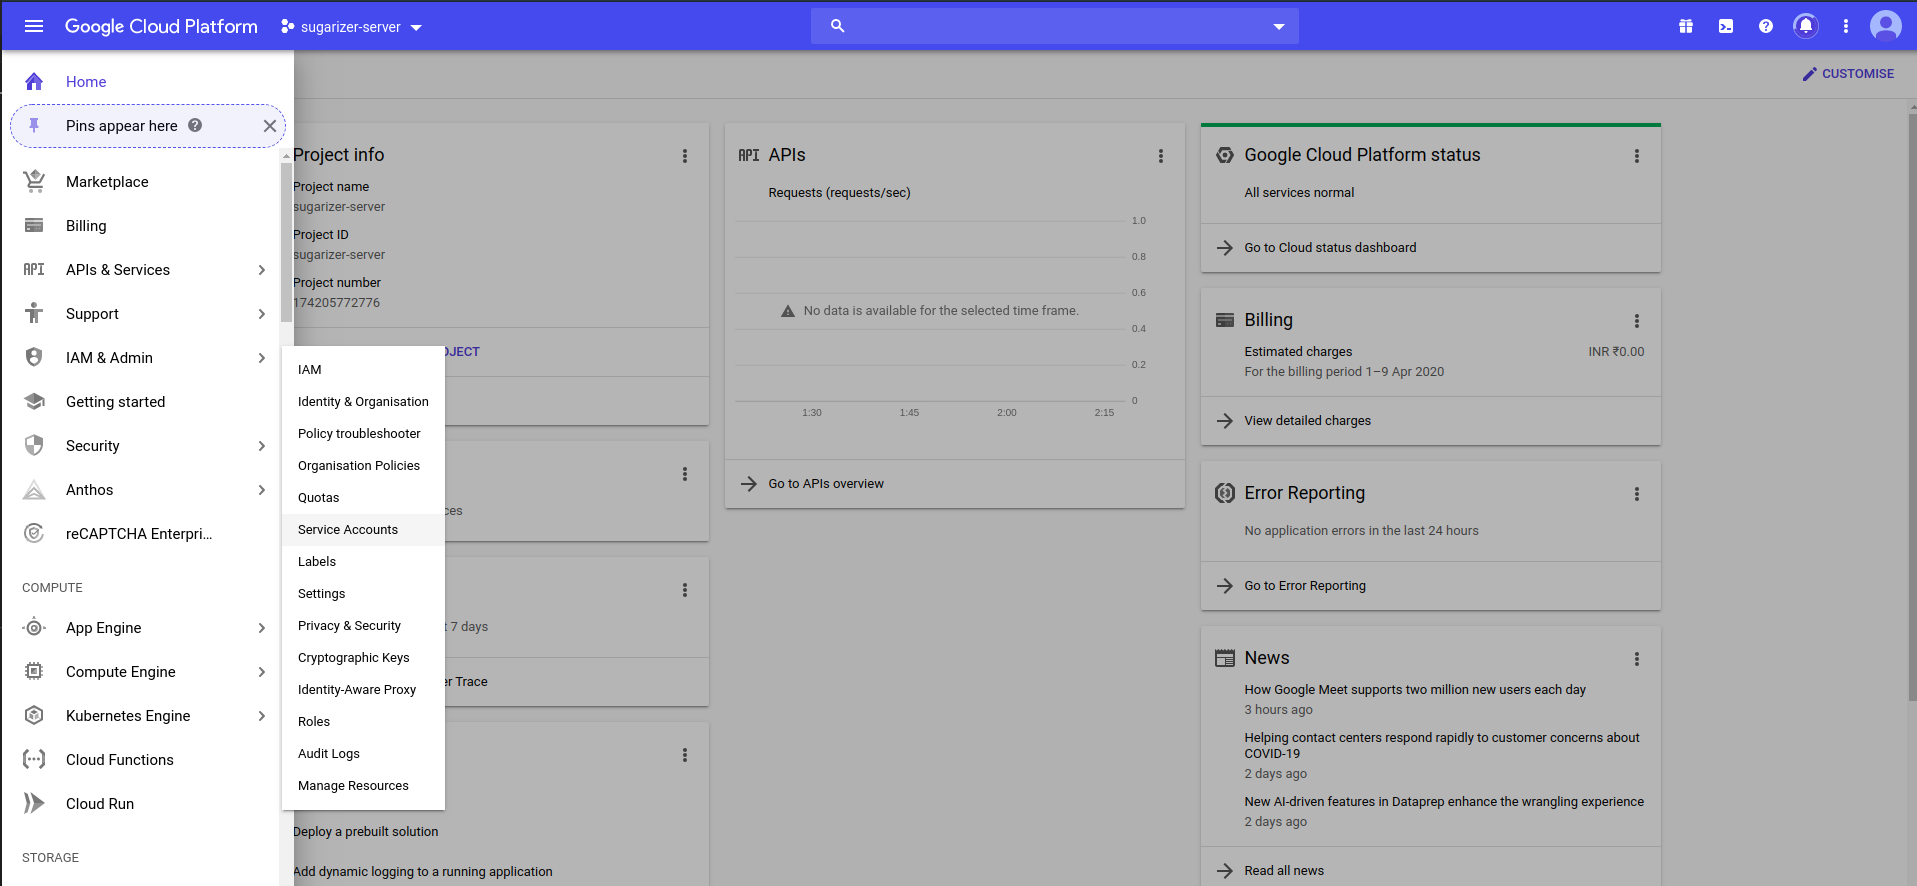 Google Cloud Platform
sugarizer-server
Home
Pins appear here
Marketplace
Billing
API
APIs & Services
Support
IAM & Admin
Getting started
Security
Anthos
reCAPTCHA Enterpri...
COMPUTE
App Engine
Compute Engine
Kubernetes Engine
Cloud Functions
Cloud Run
STORAGE
IAM
Identity & Organisation
Policy troubleshooter
Organisation Policies
Quotas
Service Accounts
Labels
Settings
Privacy & Security
Cryptographic Keys
Identity-Aware Proxy
Roles
Audit Logs
Manage Resources
CUSTOMISE
Project info
Project name
sugarizer-server
Project ID
sugarizer-server
Project number
174205772776
OJECT
ces
t 7 days
er Trace
Deploy a prebuilt solution
Add dynamic logging to a running application
API APIs
Requests (requests/sec)
1.0
0.8
0.6
No data is available for the selected time frame.
0.4
0.2
0
1:30 1:45 2:00 2:15
Go to APIs overview
Google Cloud Platform status
All services normal
Go to Cloud status dashboard
Billing
Estimated charges INR ₹0.00
For the billing period 1–9 Apr 2020
View detailed charges
Error Reporting
No application errors in the last 24 hours
Go to Error Reporting
News
How Google Meet supports two million new users each day
3 hours ago
Helping contact centers respond rapidly to customer concerns about
COVID-19
2 days ago
New AI-driven features in Dataprep enhance the wrangling experience
2 days ago
Read all news